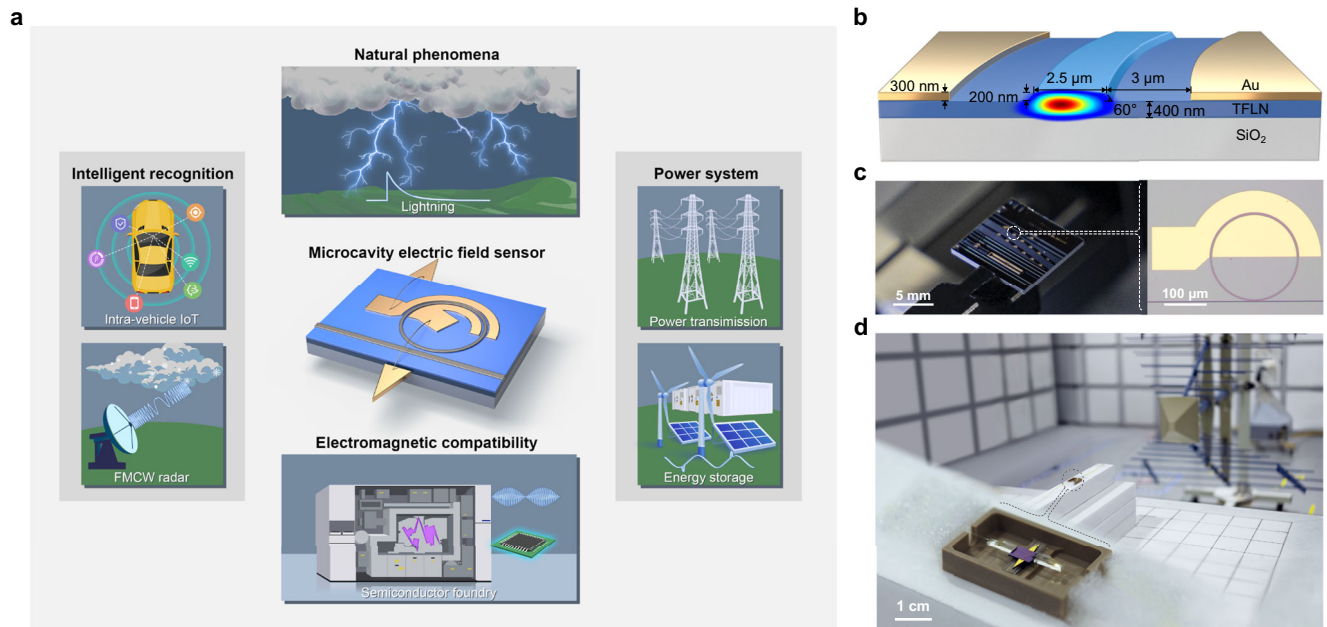 a
Natural phenomena
Lightning
Intelligent recognition
Intra-vehicle IoT
FMCW radar
Microcavity electric field sensor
Power system
Power transimission
Energy storage
Electromagnetic compatibility
Semiconductor foundry
b
300 nm
200 nm
2.5 μm
3 μm
60°
400 nm
Au
TFLN
SiO₂
c
5 mm
100 μm
d
1 cm